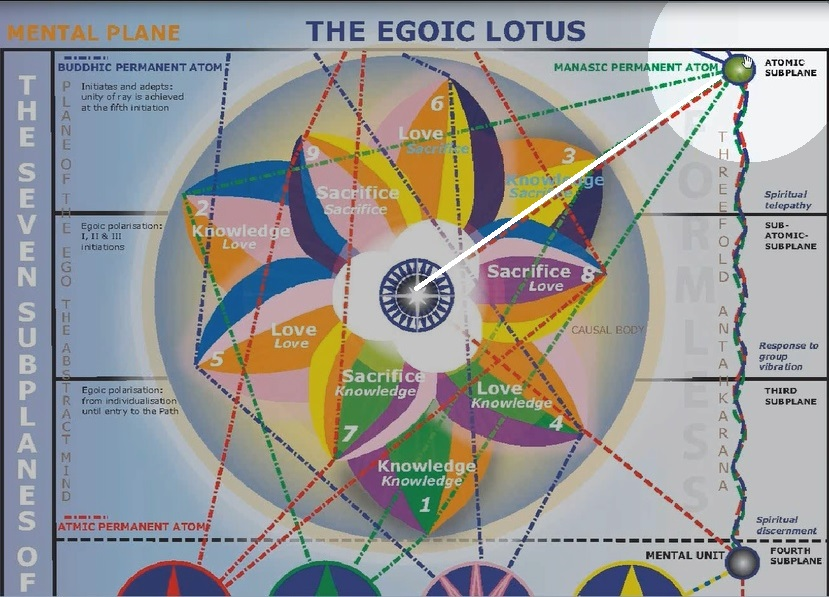 MENTAL PLANE
THE EGOIC LOTUS
THE SEVEN SUBPLANES OF
BUDDHIC PERMANENT ATOM
PLANE OF THE EGO THE ABSTRACT MIND
Initiates and adepts:
unity of ray is achieved
at the fifth initiation
Egoic polarisation:
I, II & III
initiations
Egoic polarisation:
from individualisation
until entry to the Path
ATMIC PERMANENT ATOM
6
Love
Sacrifice
9
Sacrifice
Sacrifice
3
Knowledge
Sacrifice
2
Knowledge
Love
Sacrifice 8
Love
CAUSAL BODY
Love
Love
5
Sacrifice
Knowledge
7
Love
Knowledge
4
Knowledge
Knowledge
1
MANASIC PERMANENT ATOM
ATOMIC
SUBPLANE
FORMLESS
THREEFOLD ANTAHKARANA
Spiritual
telepathy
SUB-
ATOMIC-
SUBPLANE
Response to
group
vibration
THIRD
SUBPLANE
Spiritual
discernment
MENTAL UNIT
FOURTH
SUBPLANE